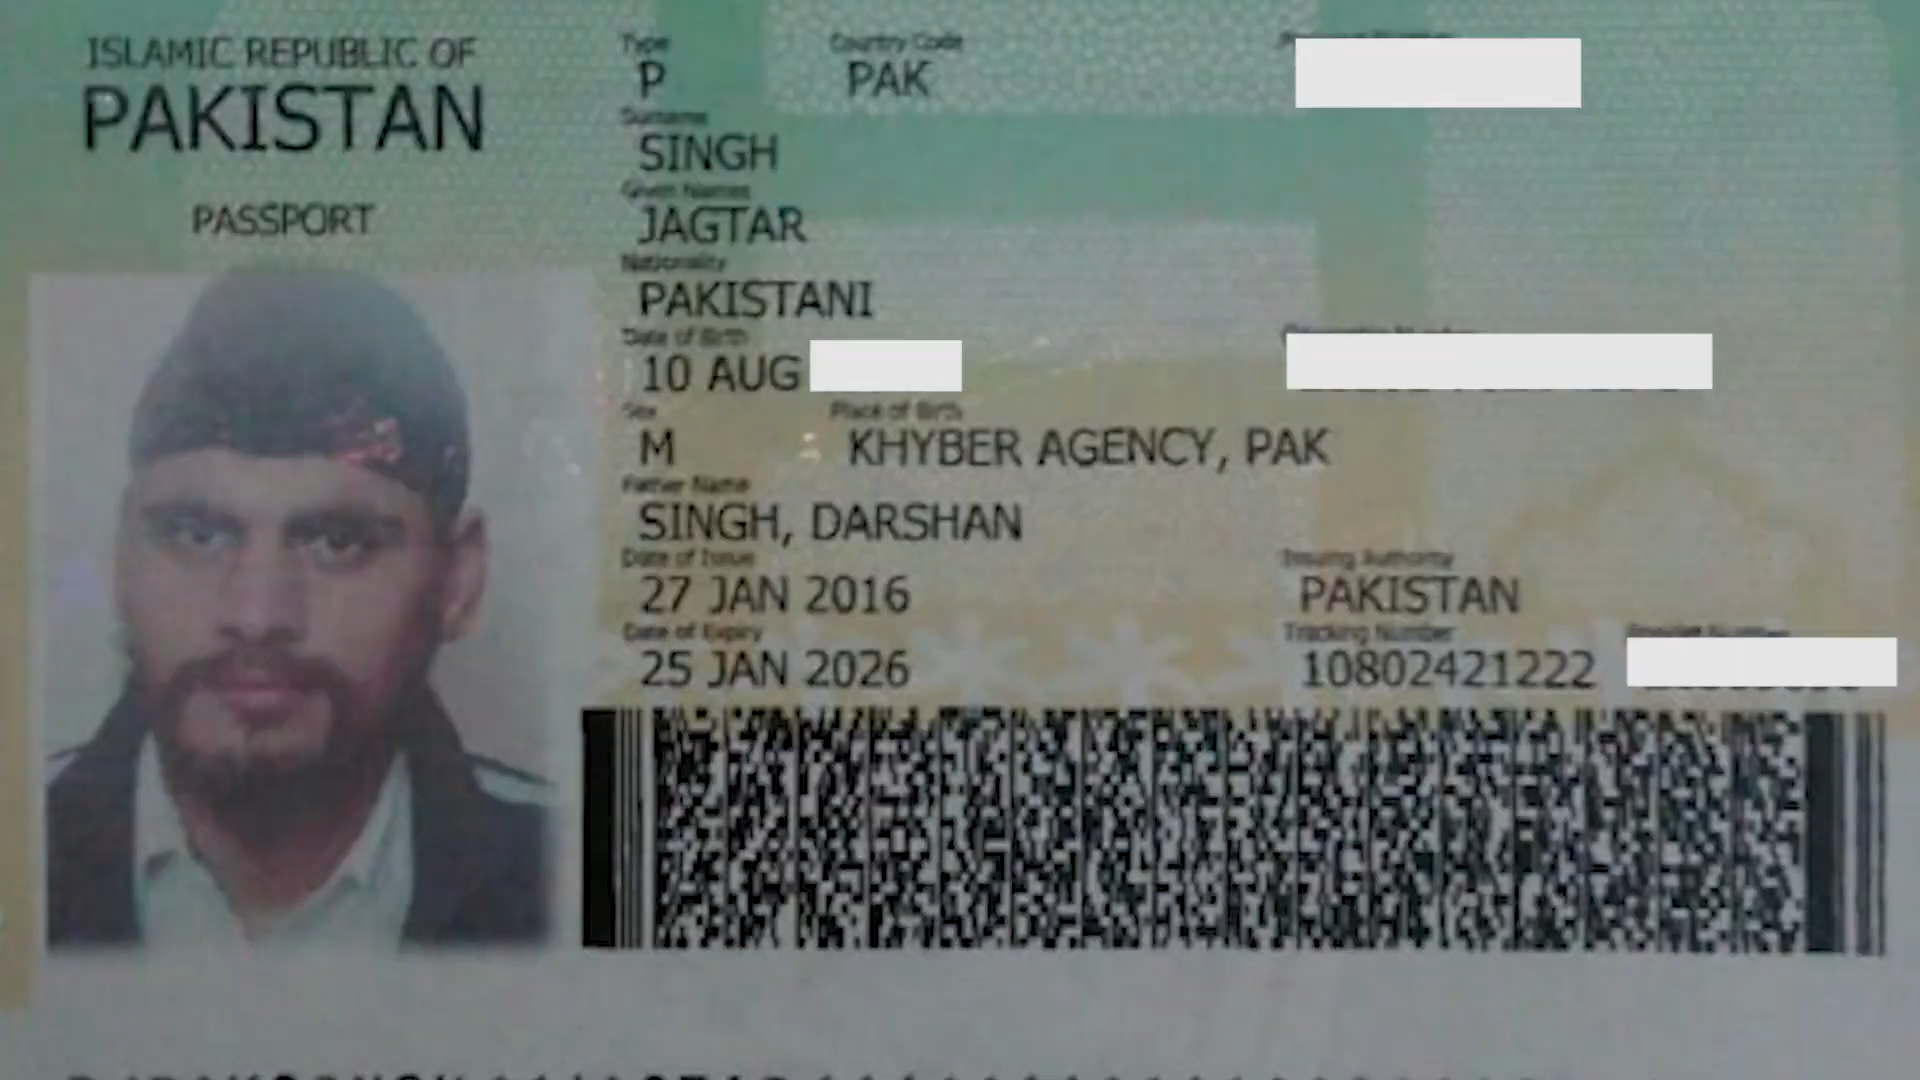 ISLAMIC REPUBLIC OF
PAKISTAN
PASSPORT
Type Country Code
P PAK
Surname
SINGH
Given Names
JAGTAR
Nationality
PAKISTANI
Date of Birth
10 AUG
Sex Place of Birth
M KHYBER AGENCY, PAK
Father Name
SINGH, DARSHAN
Date of Issue Issuing Authority
27 JAN 2016 PAKISTAN
Date of Expiry Tracking Number
25 JAN 2026 10802421222